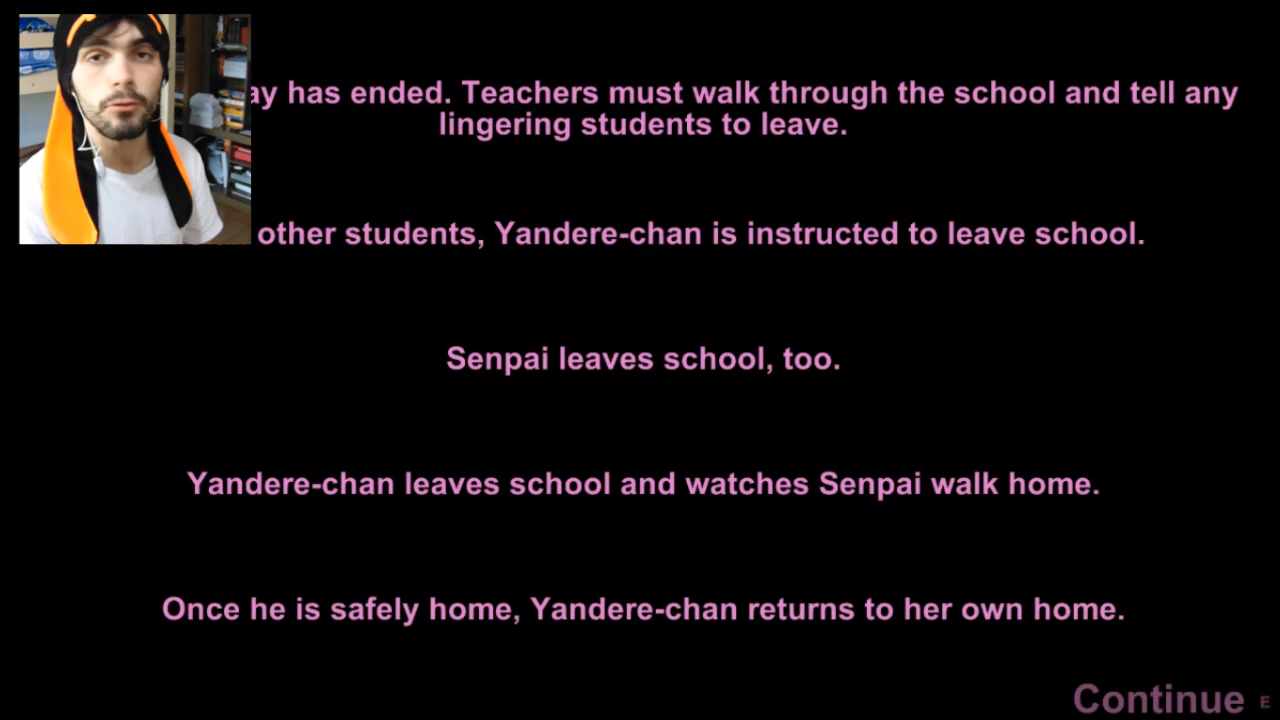 has ended. Teachers must walk through the school and tell any
lingering students to leave.
other students, Yandere-chan is instructed to leave school.
Senpai leaves school, too.
Yandere-chan leaves school and watches Senpai walk home.
Once he is safely home, Yandere-chan returns to her own home.
Continue E